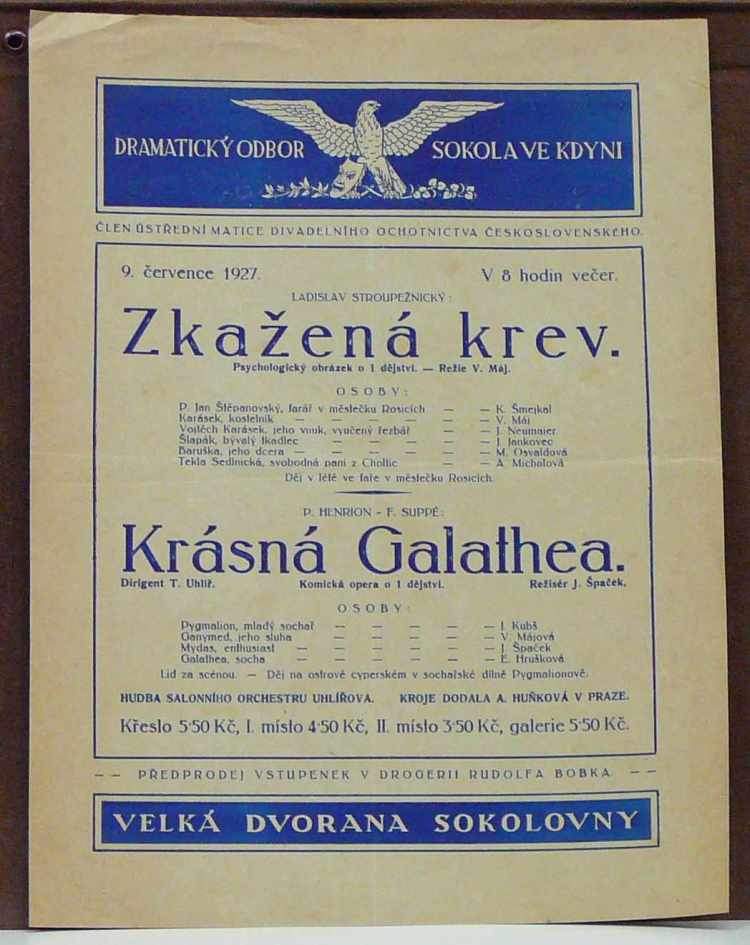 DRAMATICKÝ ODBOR SOKOLA VE KDYNI
ČLEN ÚSTŘEDNÍ MATICE DIVADELNÍHO OCHOTNICTVA ČESKOSLOVENSKÉHO.
9. července 1927. V 8 hodin večer.
LADISLAV STROUPEŽNICKÝ:
Zkažená krev.
Psychologický obrázek o 1 dějství. — Režie V. Máj.
OSOBY:
P. Jan Štěpanovský, farář v městečku Rosicích — — K. Šmejkal
Karásek, kostelník — — — — — V. Máj
Vojtěch Karásek, jeho vnuk, vyučený řezbář — — J. Neumaier
Šlapák, bývalý tkadlec — — — — J. Jankovec
Baruška, jeho dcera — — — — — M. Osvaldová
Tekla Sedlnická, svobodná paní z Choltic — — A. Michalová
Děj v létě ve faře v městečku Rosicích.
P. HENRION - F. SUPPÉ:
Krásná Galathea.
Dirigent T. Uhlíř. Komická opera o 1 dějství. Režisér J. Špaček.
OSOBY:
Pygmalion, mladý sochař — — — — — J. Kubš
Ganymed, jeho sluha — — — — — V. Májová
Mydas, enthusiast — — — — — — J. Špaček
Galathea, socha — — — — — — E. Hrušková
Lid za scénou. — Děj na ostrově cyperském v sochařské dílně Pygmalionově.
HUDBA SALONNÍHO ORCHESTRU UHLÍŘOVA. KROJE DODALA A. HUŇKOVÁ V PRAZE.
Křeslo 5·50 Kč, I. místo 4·50 Kč, II. místo 3·50 Kč, galerie 5·50 Kč.
— — PŘEDPRODEJ VSTUPENEK V DROGERII RUDOLFA BOBKA — —
VELKÁ DVORANA SOKOLOVNY